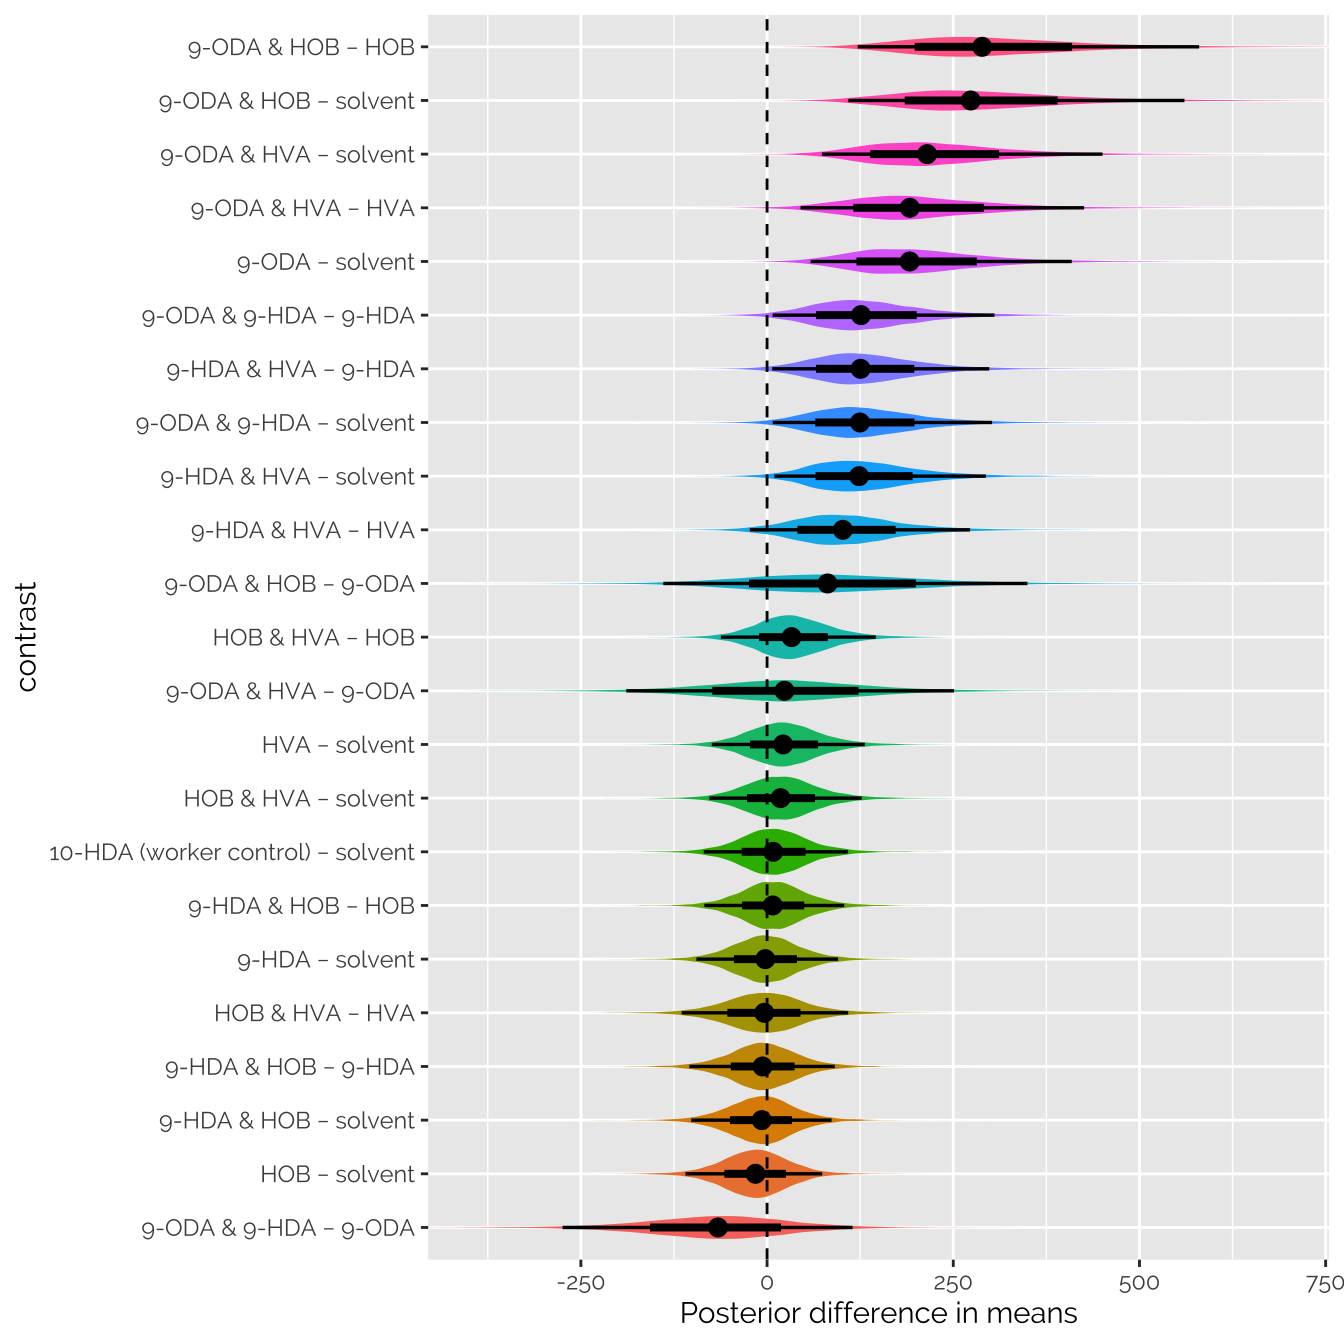 9-ODA & HOB – HOB
9-ODA & HOB – solvent
9-ODA & HVA – solvent
9-ODA & HVA – HVA
9-ODA – solvent
9-ODA & 9-HDA – 9-HDA
9-HDA & HVA – 9-HDA
9-ODA & 9-HDA – solvent
9-HDA & HVA – solvent
9-HDA & HVA – HVA
9-ODA & HOB – 9-ODA
HOB & HVA – HOB
9-ODA & HVA – 9-ODA
HVA – solvent
HOB & HVA – solvent
10-HDA (worker control) – solvent
9-HDA & HOB – HOB
9-HDA – solvent
HOB & HVA – HVA
9-HDA & HOB – 9-HDA
9-HDA & HOB – solvent
HOB – solvent
9-ODA & 9-HDA – 9-ODA
contrast
-250 0 250 500 750
Posterior difference in means